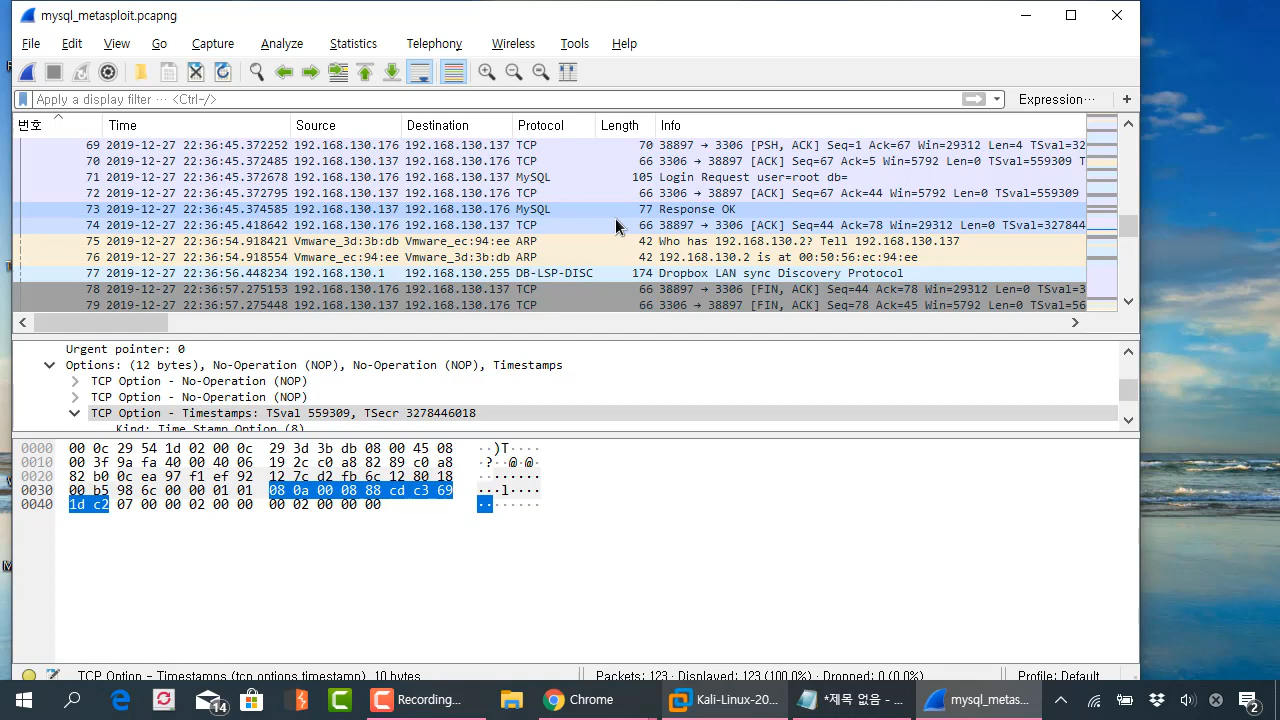 mysql_metasploit.pcapng
File Edit View Go Capture Analyze Statistics Telephony Wireless Tools Help
Apply a display filter ··· <Ctrl-/> Expression··· +
번호 Time Source Destination Protocol Length Info
69 2019-12-27 22:36:45.372252 192.168.130.176 192.168.130.137 TCP 70 38897 → 3306 [PSH, ACK] Seq=1 Ack=67 Win=29312 Len=4 TSval=32
70 2019-12-27 22:36:45.372485 192.168.130.137 192.168.130.176 TCP 66 3306 → 38897 [ACK] Seq=67 Ack=5 Win=5792 Len=0 TSval=559309 T
71 2019-12-27 22:36:45.372678 192.168.130.176 192.168.130.137 MySQL 105 Login Request user=root db=
72 2019-12-27 22:36:45.372795 192.168.130.137 192.168.130.176 TCP 66 3306 → 38897 [ACK] Seq=67 Ack=44 Win=5792 Len=0 TSval=559309
73 2019-12-27 22:36:45.374585 192.168.130.137 192.168.130.176 MySQL 77 Response OK
74 2019-12-27 22:36:45.418642 192.168.130.176 192.168.130.137 TCP 66 38897 → 3306 [ACK] Seq=44 Ack=78 Win=29312 Len=0 TSval=327844
75 2019-12-27 22:36:54.918421 Vmware_3d:3b:db Vmware_ec:94:ee ARP 42 Who has 192.168.130.2? Tell 192.168.130.137
76 2019-12-27 22:36:54.918554 Vmware_ec:94:ee Vmware_3d:3b:db ARP 42 192.168.130.2 is at 00:50:56:ec:94:ee
77 2019-12-27 22:36:56.448234 192.168.130.1 192.168.130.255 DB-LSP-DISC 174 Dropbox LAN sync Discovery Protocol
78 2019-12-27 22:36:57.275153 192.168.130.176 192.168.130.137 TCP 66 38897 → 3306 [FIN, ACK] Seq=44 Ack=78 Win=29312 Len=0 TSval=3
79 2019-12-27 22:36:57.275448 192.168.130.137 192.168.130.176 TCP 66 3306 → 38897 [FIN, ACK] Seq=78 Ack=45 Win=5792 Len=0 TSval=56
Urgent pointer: 0
Options: (12 bytes), No-Operation (NOP), No-Operation (NOP), Timestamps
TCP Option - No-Operation (NOP)
TCP Option - No-Operation (NOP)
TCP Option - Timestamps: TSval 559309, TSecr 3278446018
Kind: Time Stamp Option (8)
0000 00 0c 29 54 1d 02 00 0c 29 3d 3b db 08 00 45 08 ··)T····
0010 00 3f 9a fa 40 00 40 06 19 2c c0 a8 82 89 c0 a8 ·?··@·@·
0020 82 b0 0c ea 97 f1 ef 92 12 7c d2 fb 6c 12 80 18 ········
0030 00 b5 98 6c 00 00 01 01 08 0a 00 08 88 cd c3 69 ···l····
0040 1d c2 07 00 00 02 00 00 00 02 00 00 00 ········
TCP Option - Timestamps (tcp.options.timestamp), 10 bytes Packets: 123 · Displayed: 123 (100.0%) · Dropped: 0 (0.0%) Profile: Default
14 Recording... Chrome Kali-Linux-20... *제목 없음 - ... mysql_metas... 2